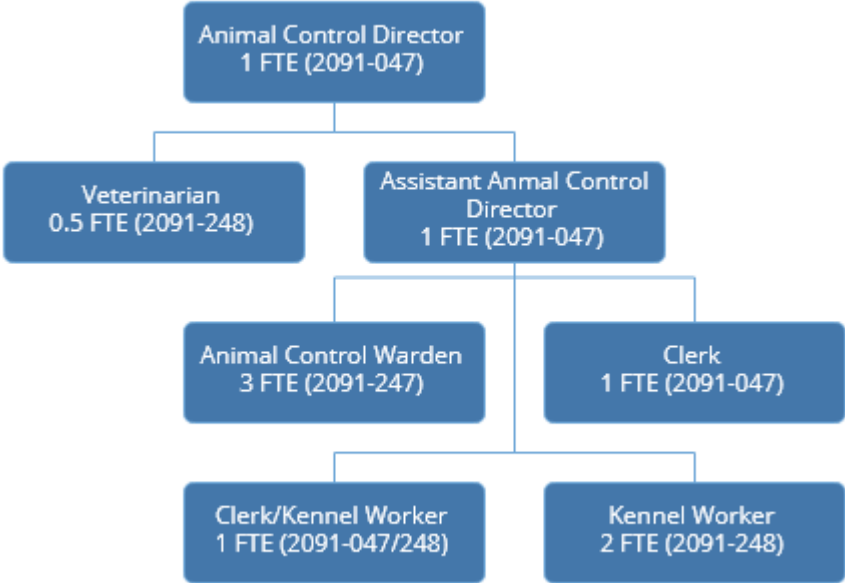 Animal Control Director
1 FTE (2091-047)
Veterinarian
0.5 FTE (2091-248)
Assistant Anmal Control
Director
1 FTE (2091-047)
Animal Control Warden
3 FTE (2091-247)
Clerk
1 FTE (2091-047)
Clerk/Kennel Worker
1 FTE (2091-047/248)
Kennel Worker
2 FTE (2091-248)